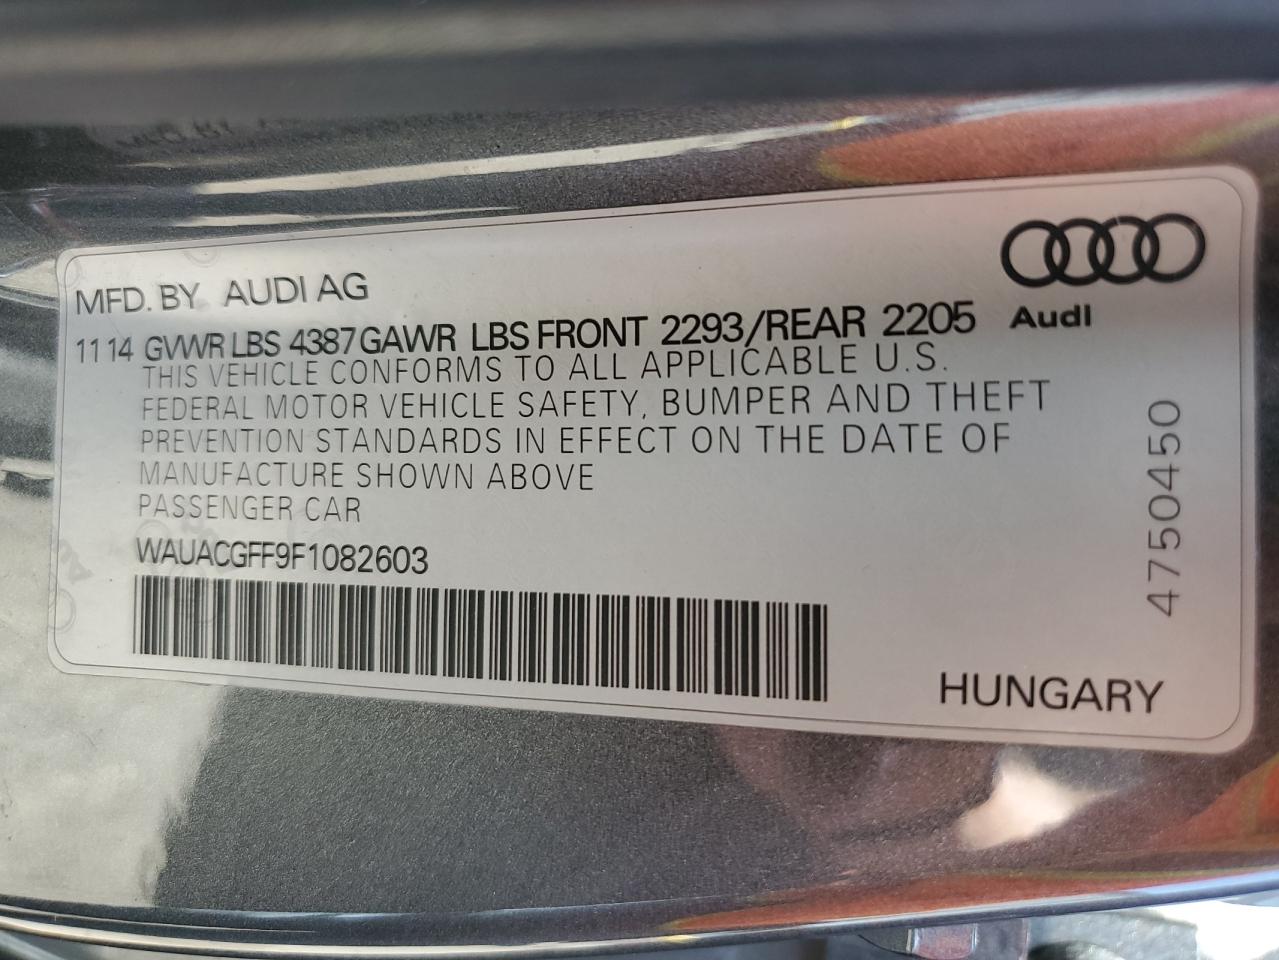 MFD. BY AUDI AG
11 14 GVWR LBS 4387 GAWR LBS FRONT 2293/REAR 2205
Audi
THIS VEHICLE CONFORMS TO ALL APPLICABLE U.S.
FEDERAL MOTOR VEHICLE SAFETY, BUMPER AND THEFT
PREVENTION STANDARDS IN EFFECT ON THE DATE OF
MANUFACTURE SHOWN ABOVE
PASSENGER CAR
WAUACGFF9F1082603
4750450
HUNGARY